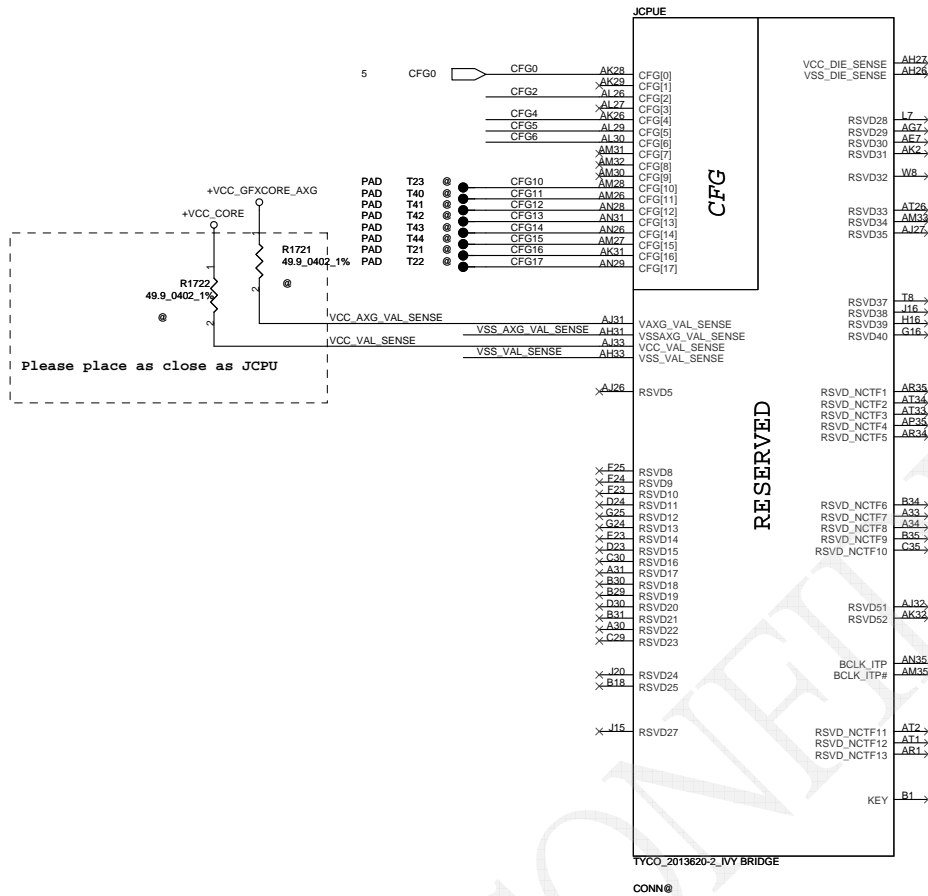 JCPUE
5 CFG0 CFG0 AK28 CFG[0]
AK29 CFG[1]
CFG2 AL26 CFG[2]
AL27 CFG[3]
CFG4 AK26 CFG[4]
CFG5 AL29 CFG[5]
CFG6 AL30 CFG[6]
AM31 CFG[7]
AM32 CFG[8]
AM30 CFG[9]
PAD T23 @ CFG10 AM28 CFG[10]
PAD T40 @ CFG11 AM26 CFG[11]
PAD T41 @ CFG12 AN28 CFG[12]
PAD T42 @ CFG13 AN31 CFG[13]
PAD T43 @ CFG14 AN26 CFG[14]
PAD T44 @ CFG15 AM27 CFG[15]
PAD T21 @ CFG16 AK31 CFG[16]
PAD T22 @ CFG17 AN29 CFG[17]
CFG
+VCC_GFXCORE_AXG
+VCC_CORE
1
R1721
49.9_0402_1%
@
2
1
R1722
49.9_0402_1%
@
2
Please place as close as JCPU
VCC_AXG_VAL_SENSE AJ31 VAXG_VAL_SENSE
VSS_AXG_VAL_SENSE AH31 VSSAXG_VAL_SENSE
VCC_VAL_SENSE AJ33 VCC_VAL_SENSE
VSS_VAL_SENSE AH33 VSS_VAL_SENSE
AJ26 RSVD5
RESERVED
F25 RSVD8
F24 RSVD9
F23 RSVD10
D24 RSVD11
G25 RSVD12
G24 RSVD13
E23 RSVD14
D23 RSVD15
C30 RSVD16
A31 RSVD17
B30 RSVD18
B29 RSVD19
D30 RSVD20
B31 RSVD21
A30 RSVD22
C29 RSVD23
J20 RSVD24
B18 RSVD25
J15 RSVD27
VCC_DIE_SENSE AH27
VSS_DIE_SENSE AH26
RSVD28 L7
RSVD29 AG7
RSVD30 AE7
RSVD31 AK2
RSVD32 W8
RSVD33 AT26
RSVD34 AM33
RSVD35 AJ27
RSVD37 T8
RSVD38 J16
RSVD39 H16
RSVD40 G16
RSVD_NCTF1 AR35
RSVD_NCTF2 AT34
RSVD_NCTF3 AT33
RSVD_NCTF4 AP35
RSVD_NCTF5 AR34
RSVD_NCTF6 B34
RSVD_NCTF7 A33
RSVD_NCTF8 A34
RSVD_NCTF9 B35
RSVD_NCTF10 C35
RSVD51 AJ32
RSVD52 AK32
BCLK_ITP AN35
BCLK_ITP# AM35
RSVD_NCTF11 AT2
RSVD_NCTF12 AT1
RSVD_NCTF13 AR1
KEY B1
TYCO_2013620-2_IVY BRIDGE
CONN@